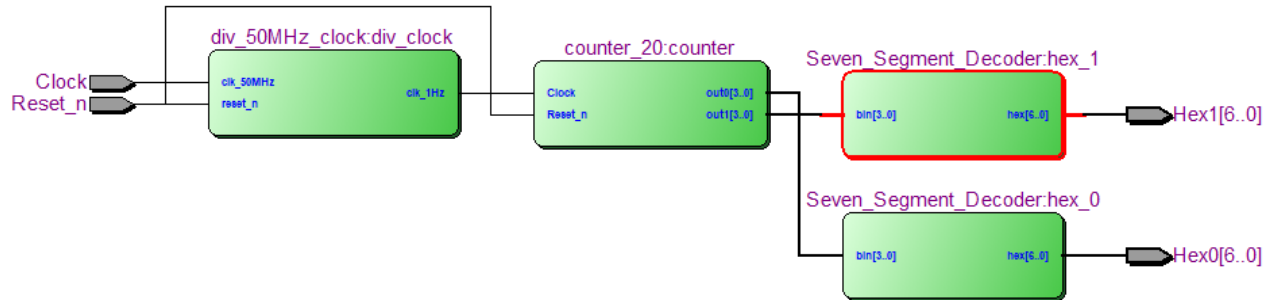 div_50MHz_clock:div_clock
counter_20:counter
Seven_Segment_Decoder:hex_1
Clock
Reset_n
clk_50MHz
reset_n
clk_1Hz
Clock
Reset_n
out0[3..0]
out1[3..0]
bin[3..0]
hex[6..0]
Hex1[6..0]
Seven_Segment_Decoder:hex_0
bin[3..0]
hex[6..0]
Hex0[6..0]